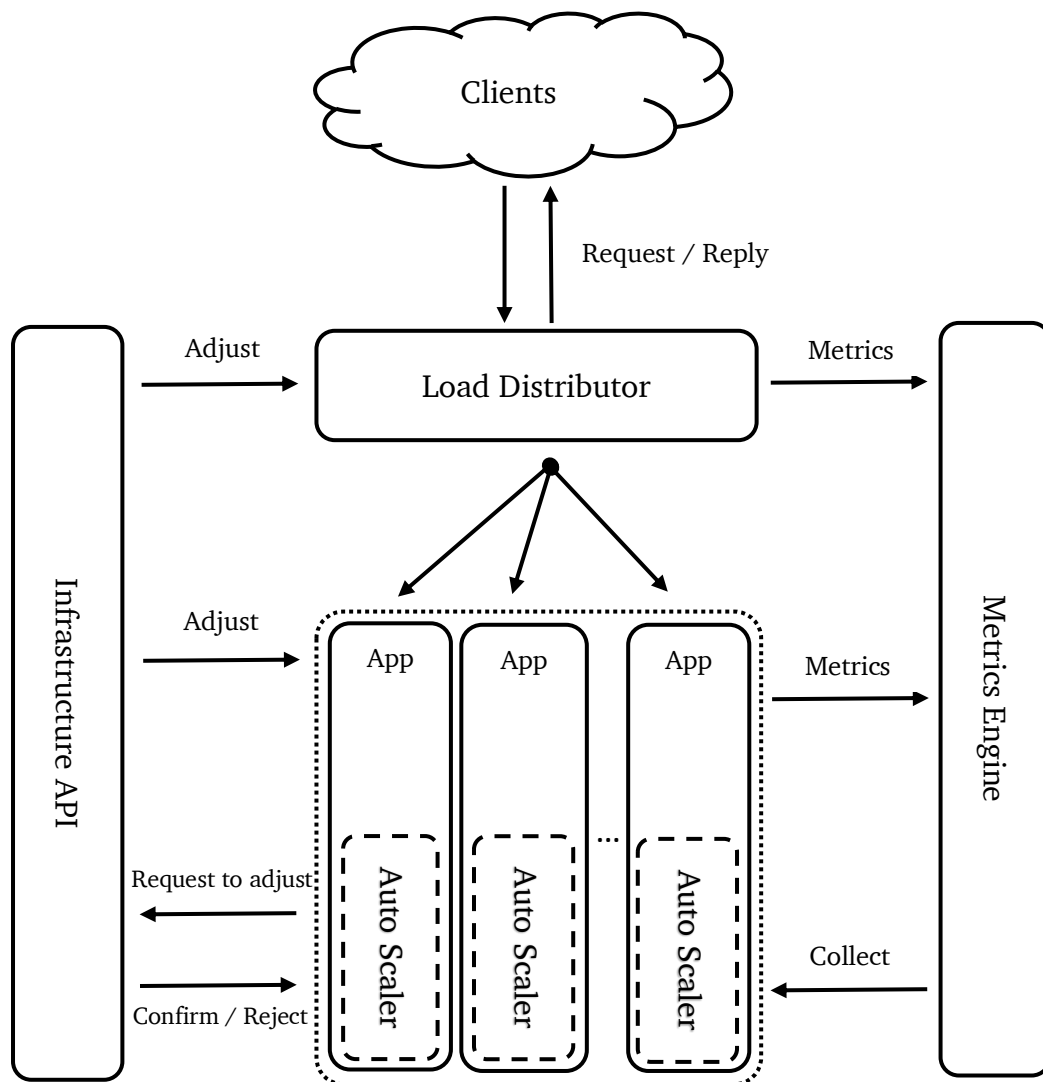 Clients
Request / Reply
Adjust
Load Distributor
Metrics
Infrastructure API
Adjust
App
App
App
Metrics
Metrics Engine
...
Request to adjust
Auto Scaler
Auto Scaler
Auto Scaler
Collect
Confirm / Reject